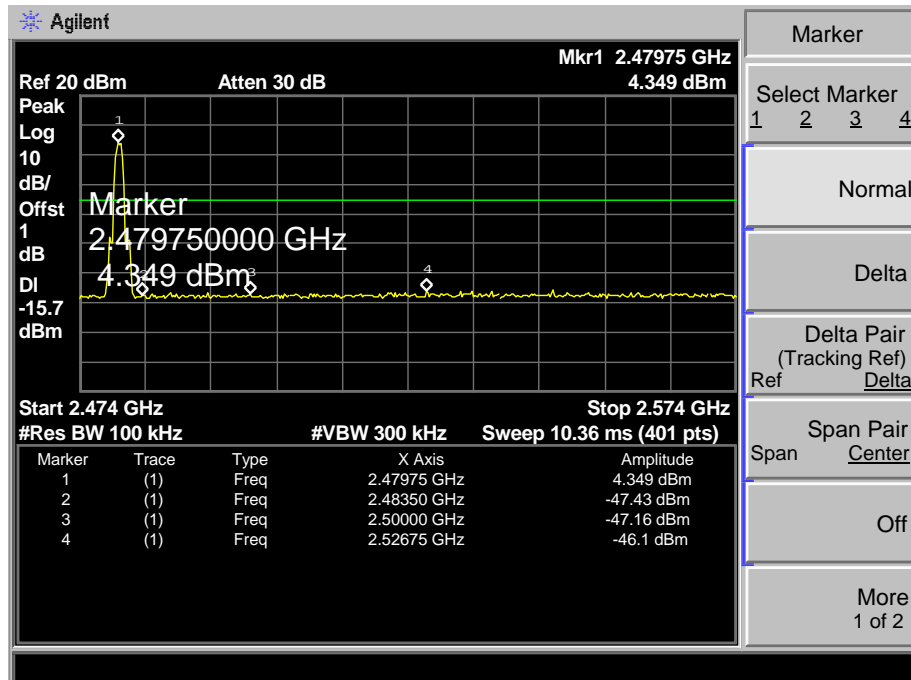 Agilent
Mkr1 2.47975 GHz
Ref 20 dBm Atten 30 dB 4.349 dBm
Peak
Log
10
dB/
Offst
1
dB
DI
-15.7
dBm
1
Marker
2.479750000 GHz
4.349 dBm
2 3 4
Start 2.474 GHz Stop 2.574 GHz
#Res BW 100 kHz #VBW 300 kHz Sweep 10.36 ms (401 pts)
Marker Trace Type X Axis Amplitude
1 (1) Freq 2.47975 GHz 4.349 dBm
2 (1) Freq 2.48350 GHz -47.43 dBm
3 (1) Freq 2.50000 GHz -47.16 dBm
4 (1) Freq 2.52675 GHz -46.1 dBm
Marker
Select Marker
1 2 3 4
Normal
Delta
Delta Pair
(Tracking Ref)
Ref Delta
Span Pair
Span Center
Off
More
1 of 2